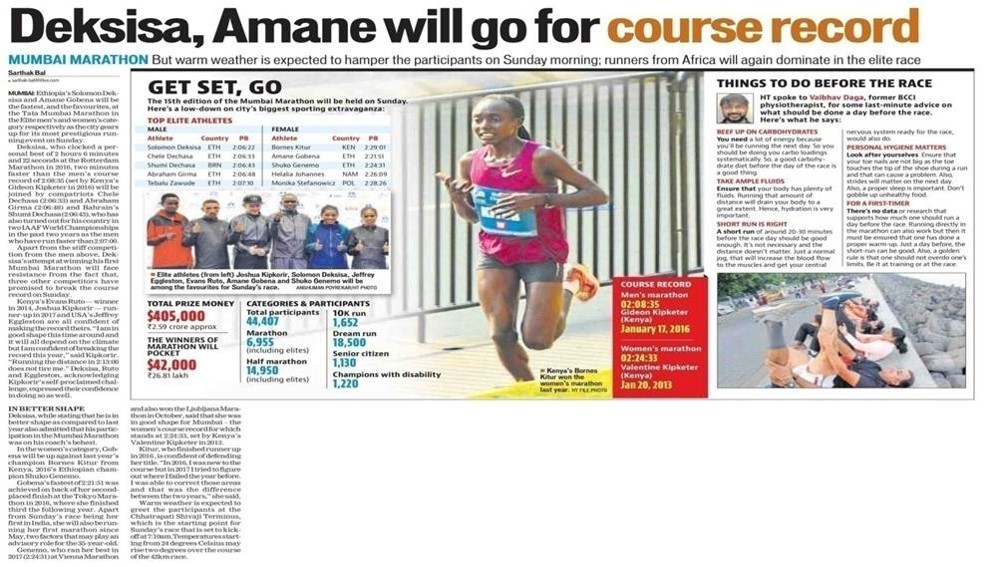 Deksisa, Amane will go for course record
MUMBAI MARATHON But warm weather is expected to hamper the participants on Sunday morning; runners from Africa will again dominate in the elite race
Sarthak Bal
MUMBAI: Ethiopia's Solomon Dek-
sisa and Amane Gobena will be
the fastest, and the favourites, at
the Tata Mumbai Marathon in
the Elite men's and women's cate-
gory respectively as the city gears
up for its most prestigious run-
ning event on Sunday.
Deksisa, who clocked a per-
sonal best of 2 hours 6 minutes
and 22 seconds at the Rotterdam
Marathon in 2016, two minutes
faster than the men's course
record of 2:08:35 (set by Kenya's
Gideon Kipketer in 2016) will be
joined by compatriots Chele
Dechasa (2:06:33) and Abraham
Girma (2:06:48) and Bahrain's
Shumi Dechasa (2:06:43), who has
also turned out for his country in
two IAAF World Championships
in the past two years as the men
who have run faster than 2:07:00.
Apart from the stiff competi-
tion from the men above, Dek-
sisa's attempt at winning his first
Mumbai Marathon will face
resistance from the fact that,
three other competitors have
promised to break the course
record on Sunday.
Kenya's Evans Ruto — winner
in 2014, Joshua Kipkorir — run-
ner-up in 2017 and USA's Jeffrey
Eggleston are all confident of
making the record theirs. "I am in
good shape this time around and
it will all depend on the climate
but I am confident of breaking the
record this year," said Kipkorir.
"Running the distance in 2:13:00
does not tire me." Deksisa, Ruto
and Eggleston, acknowledging
Kipkorir's self-proclaimed chal-
lenge, expressed their confidence
in doing so as well.
IN BETTER SHAPE
Deksisa, while stating that he is in
better shape as compared to last
year also admitted that his partic-
ipation in the Mumbai Marathon
was on his coach's behest.
In the women's category, Gob-
ena will be up against last year's
champion Bornes Kitur from
Kenya, 2016's Ethiopian cham-
pion Shuko Genemo.
Gobena's fastest of 2:21:51 was
achieved on back of her second-
placed finish at the Tokyo Mara-
thon in 2016, where she finished
third the following year. Apart
from Sunday's race being her
first in India, she will also be run-
ning her first marathon since
May, two factors that may play an
advisory role for the 35-year-old.
Genemo, who ran her best in
2017 (2:24:31) at Vienna Marathon
and also won the Ljubljana Mara-
thon in October, said that she was
in good shape for Mumbai – the
women's course record for which
stands at 2:24:33, set by Kenya's
Valentine Kipketer in 2013.
Kitur, who finished runner up
in 2016, is confident of defending
her title. "In 2016, I was new to the
course but in 2017 I tried to figure
out where I failed the year before.
I was able to correct those areas
and that was the difference
between the two years," she said.
Warm weather is expected to
greet the participants at the
Chhatrapati Shivaji Terminus,
which is the starting point for
Sunday's race that is set to kick-
off at 7:10am. Temperatures start-
ing from 24 degrees Celsius may
rise two degrees over the course
of the 42km race.
GET SET, GO
The 15th edition of the Mumbai Marathon will be held on Sunday.
Here's a low-down on city's biggest sporting extravaganza:
TOP ELITE ATHLETES
MALE
Athlete Country PB
Solomon Deksisa ETH 2:06:22
Chele Dechasa ETH 2:06:33
Shumi Dechasa BRN 2:06:43
Abraham Girma ETH 2:06:48
Tebalu Zawude ETH 2:07:10
FEMALE
Athlete Country PB
Bornes Kitur KEN 2:29:01
Amane Gobena ETH 2:21:51
Shuko Genemo ETH 2:24:31
Helalia Johannes NAM 2:26:09
Monika Stefanowicz POL 2:28:26
Elite athletes (from left) Joshua Kipkorir, Solomon Deksisa, Jeffrey
Eggleston, Evans Ruto, Amane Gobena and Shuko Genemo will be
among the favourites for Sunday's race.
TOTAL PRIZE MONEY
$405,000
₹2.59 crore approx
THE WINNERS OF
MARATHON WILL
POCKET
$42,000
₹26.81 lakh
CATEGORIES & PARTICIPANTS
Total participants
44,407
Marathon
6,955
(including elites)
Half marathon
14,950
(including elites)
10K run
1,652
Dream run
18,500
Senior citizen
1,130
Champions with disability
1,220
Kenya's Bornes
Kitur won the
women's marathon
last year. HT FILE PHOTO
COURSE RECORD
Men's marathon
02:08:35
Gideon Kipketer
(Kenya)
January 17, 2016
Women's marathon
02:24:33
Valentine Kipketer
(Kenya)
Jan 20, 2013
THINGS TO DO BEFORE THE RACE
HT spoke to Vaibhav Daga, former BCCI
physiotherapist, for some last-minute advice on
what should be done a day before the race.
Here's what he says:
BEEF UP ON CARBOHYDRATES
You need a lot of energy because
you'll be running the next day. So you
should be doing you carbo loadings
systematically. So, a good carbohy-
drate diet before the day of the race
is a good thing.
TAKE AMPLE FLUIDS
Ensure that your body has plenty of
fluids. Running that amount of
distance will drain your body to a
great extent. Hence, hydration is very
important.
SHORT RUN IS RIGHT
A short run of around 20-30 minutes
before the race day should be good
enough. It's not necessary and the
distance doesn't matter. Just a normal
jog, that will increase the blood flow
to the muscles and get your central
nervous system ready for the race,
would also do.
PERSONAL HYGIENE MATTERS
Look after yourselves. Ensure that
your toe nails are not big as your toe
touches the tip of the shoe during a run
and that can cause a problem. Also,
strides will matter on the next day.
Also, a proper sleep is important. Don't
gobble up unhealthy food.
FOR A FIRST-TIMER
There's no data or research that
supports how much one should run a
day before the race. Running directly in
the marathon can also work but then it
must be ensured that one has done a
proper warm-up. Just a day before, the
short-run can be good. Also, a golden
rule is that one should not overdo one's
limits. Be it at training or at the race.